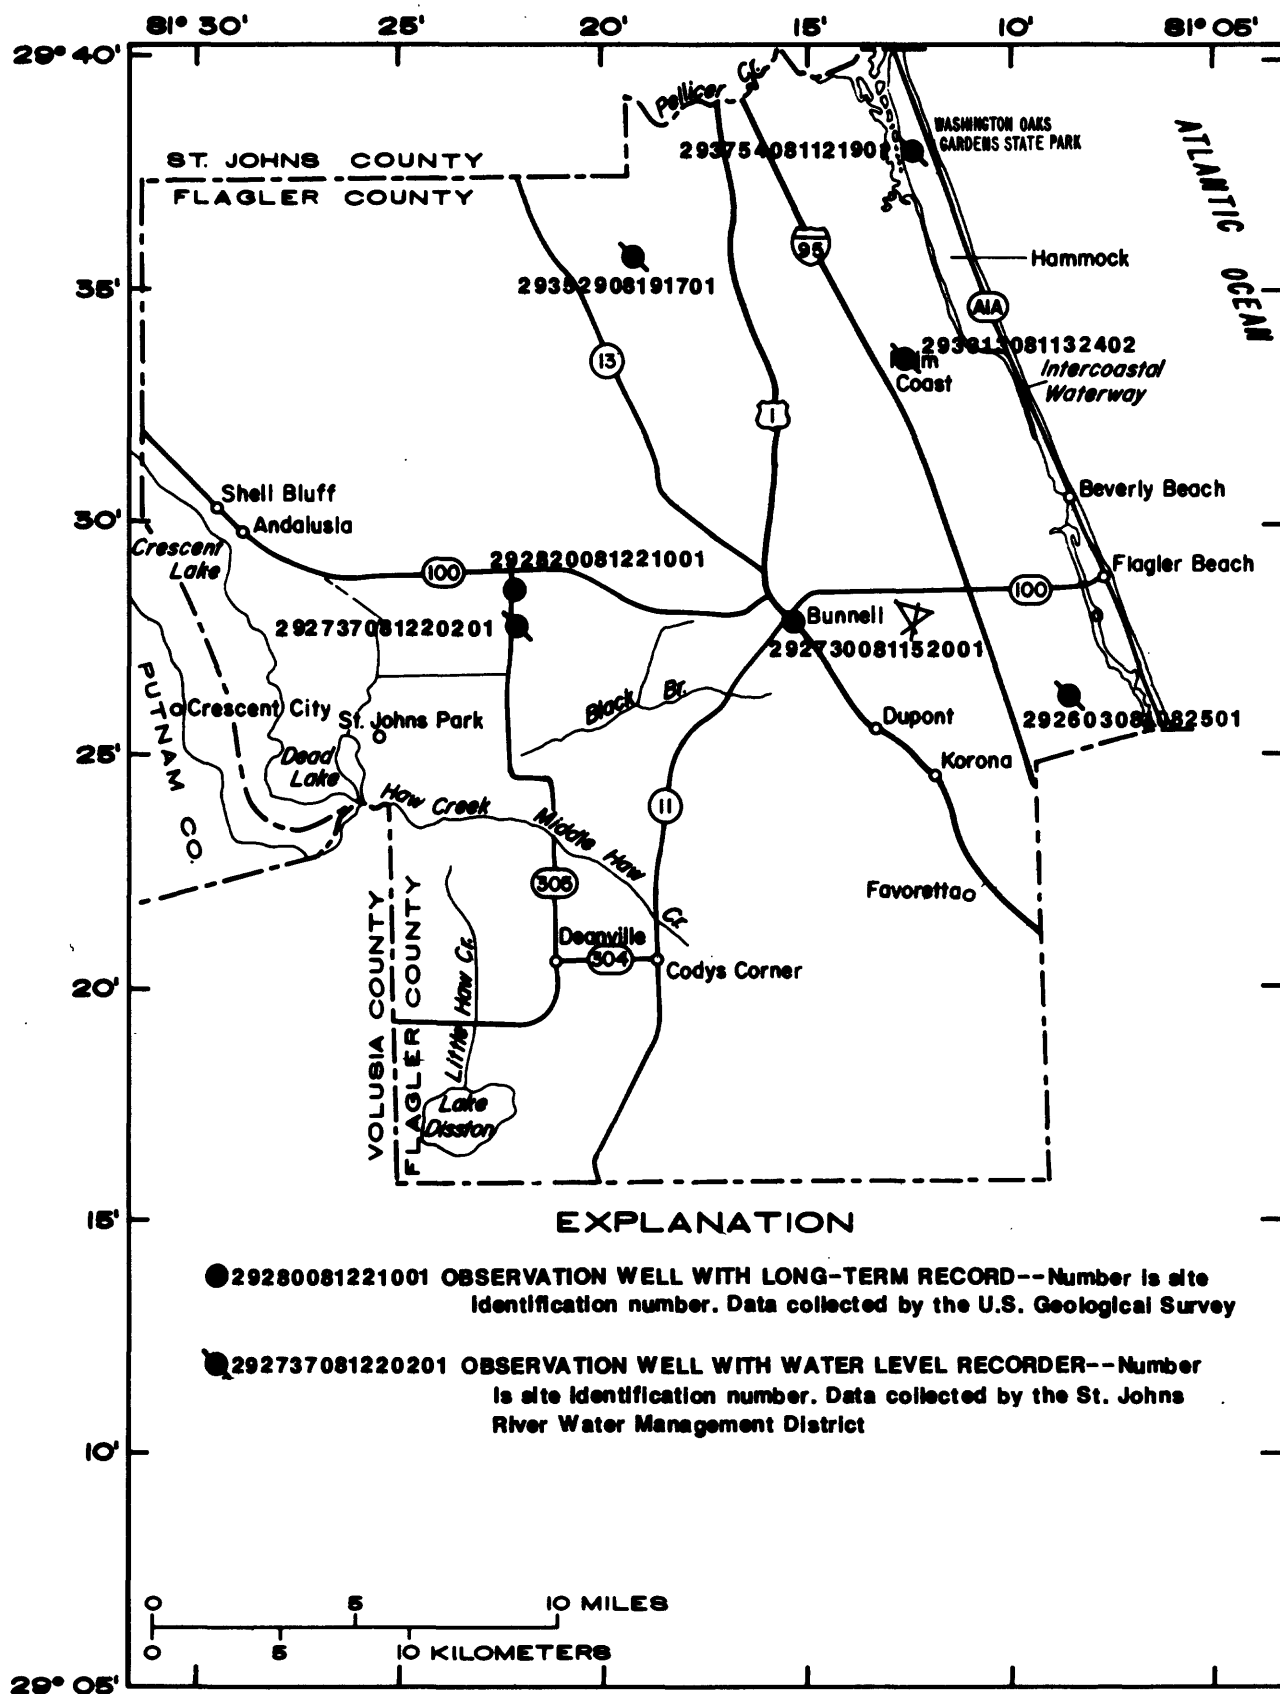 81° 30' 25' 20' 15' 10' 81° 05'
29° 40'
Pellicer Cr.
WASHINGTON OAKS
GARDENS STATE PARK
293754081121901
ATLANTIC OCEAN
ST. JOHNS COUNTY
FLAGLER COUNTY
95
Hammock
29352908191701
35'
A1A
293313081132402
13
Palm
Coast
Intercoastal
Waterway
1
Shell Bluff
Beverly Beach
30'
Andalusia
Crescent
Lake
292820081221001
100
Flagler Beach
100
292737081220201
Bunnell
292730081152001
PUTNAM CO.
Crescent City
St. Johns Park
Black Br.
Dupont
292603081082501
25'
Dead
Lake
Korona
Haw Creek
11
Middle Haw Cr.
305
Favoretta
VOLUSIA COUNTY
FLAGLER COUNTY
Little Haw Cr.
Deanville
304
Codys Corner
20'
Lake
Disston
15'
EXPLANATION
29280081221001 OBSERVATION WELL WITH LONG-TERM RECORD--Number is site
identification number. Data collected by the U.S. Geological Survey
292737081220201 OBSERVATION WELL WITH WATER LEVEL RECORDER--Number
is site identification number. Data collected by the St. Johns
River Water Management District
10'
0 5 10 MILES
0 5 10 KILOMETERS
29° 05'